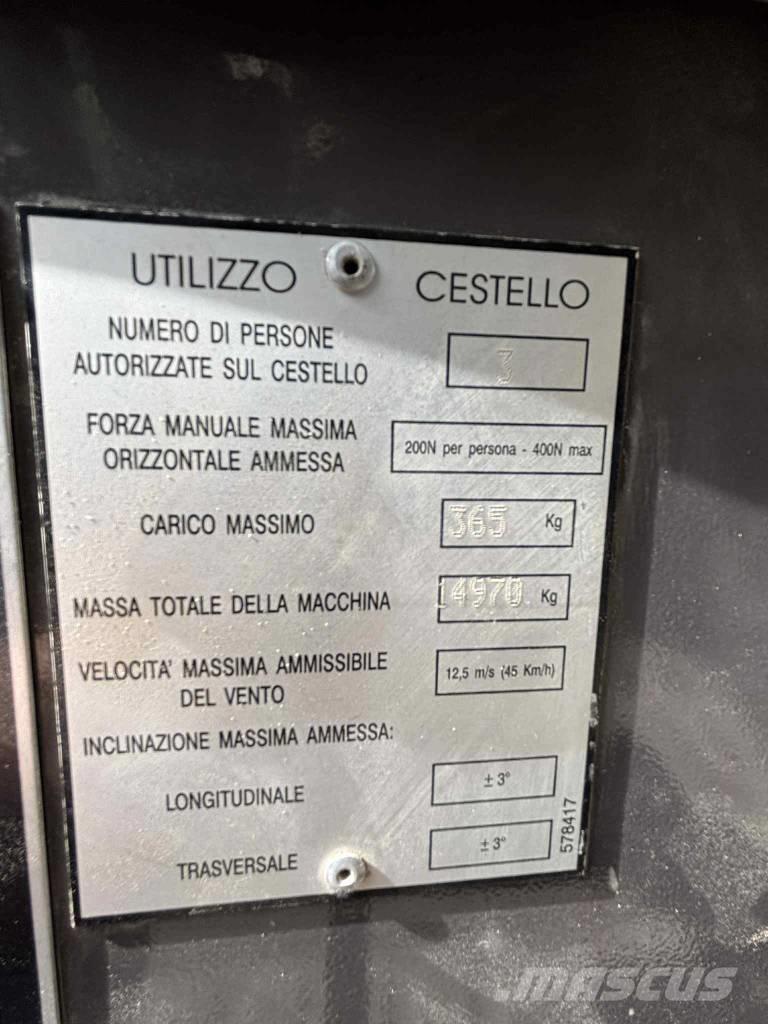 UTILIZZO CESTELLO
NUMERO DI PERSONE
AUTORIZZATE SUL CESTELLO 3
FORZA MANUALE MASSIMA
ORIZZONTALE AMMESSA 200N per persona - 400N max
CARICO MASSIMO 365 Kg
MASSA TOTALE DELLA MACCHINA 14970 Kg
VELOCITA' MASSIMA AMMISSIBILE
DEL VENTO 12,5 m/s (45 Km/h)
INCLINAZIONE MASSIMA AMMESSA:
LONGITUDINALE ± 3°
TRASVERSALE ± 3°
578417
mascus